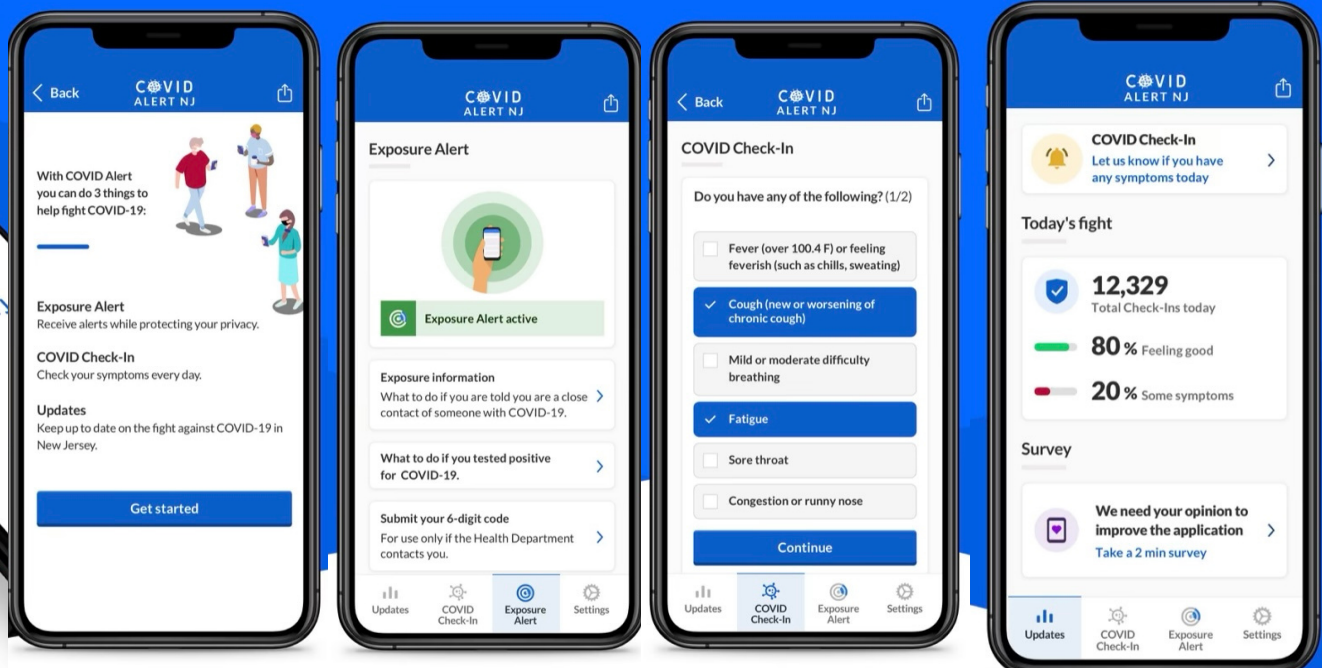 Back
COVID
ALERT NJ
With COVID Alert
you can do 3 things to
help fight COVID-19:
Exposure Alert
Receive alerts while protecting your privacy.
COVID Check-In
Check your symptoms every day.
Updates
Keep up to date on the fight against COVID-19 in
New Jersey.
Get started
COVID
ALERT NJ
Exposure Alert
Exposure Alert active
Exposure information
What to do if you are told you are a close
contact of someone with COVID-19.
What to do if you tested positive
for COVID-19.
Submit your 6-digit code
For use only if the Health Department
contacts you.
Updates
COVID
Check-In
Exposure
Alert
Settings
Back
COVID
ALERT NJ
COVID Check-In
Do you have any of the following? (1/2)
Fever (over 100.4 F) or feeling
feverish (such as chills, sweating)
Cough (new or worsening of
chronic cough)
Mild or moderate difficulty
breathing
Fatigue
Sore throat
Congestion or runny nose
Continue
Updates
COVID
Check-In
Exposure
Alert
Settings
COVID
ALERT NJ
COVID Check-In
Let us know if you have
any symptoms today
Today's fight
12,329
Total Check-Ins today
80 % Feeling good
20 % Some symptoms
Survey
We need your opinion to
improve the application
Take a 2 min survey
Updates
COVID
Check-In
Exposure
Alert
Settings